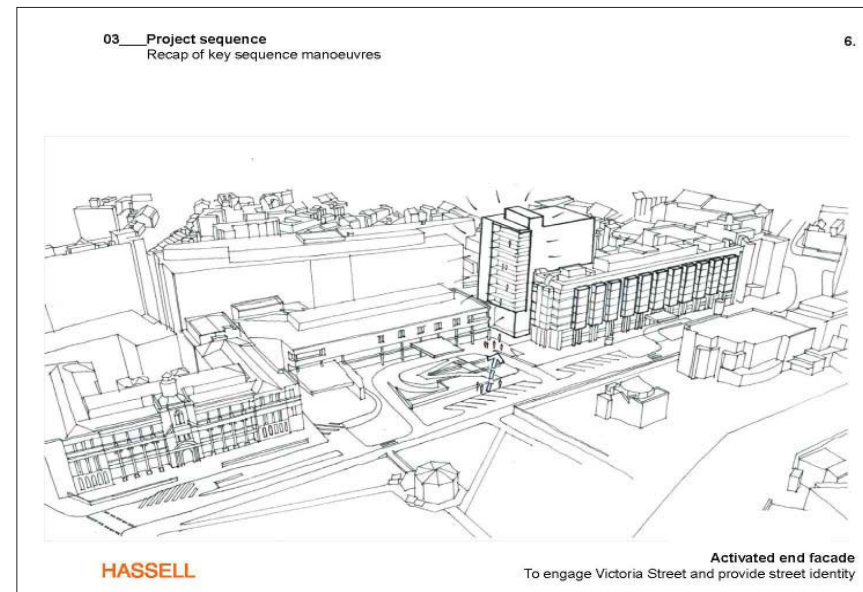 03___Project sequence
Recap of key sequence manoeuvres
6.
HASSELL
Activated end facade
To engage Victoria Street and provide street identity